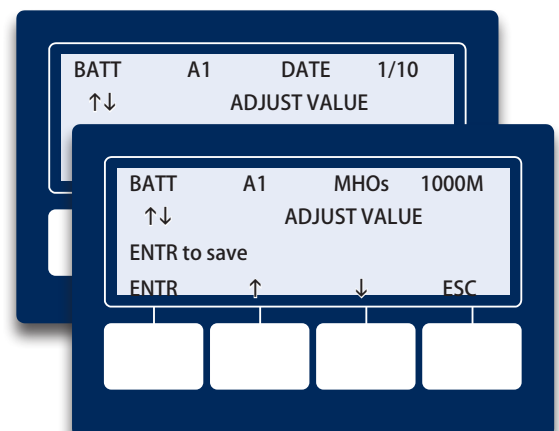 BATT A1 DATE 1/10
↑↓ ADJUST VALUE
BATT A1 MHOs 1000M
↑↓ ADJUST VALUE
ENTR to save
ENTR ↑ ↓ ESC